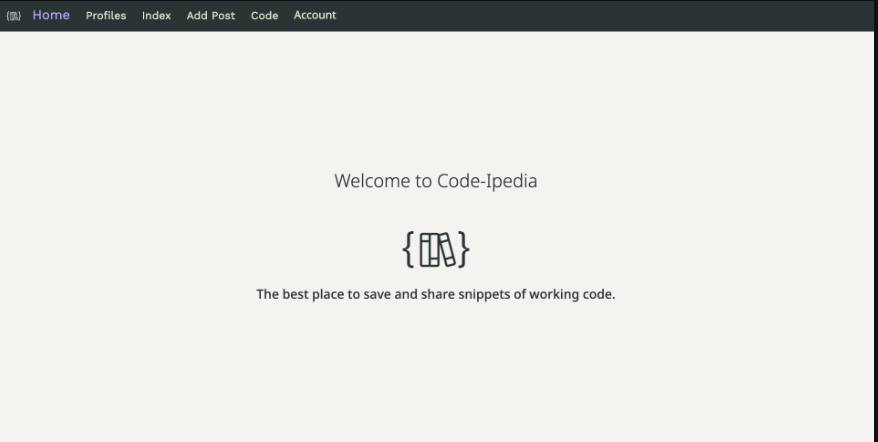 Home Profiles Index Add Post Code Account
Welcome to Code-Ipedia
The best place to save and share snippets of working code.